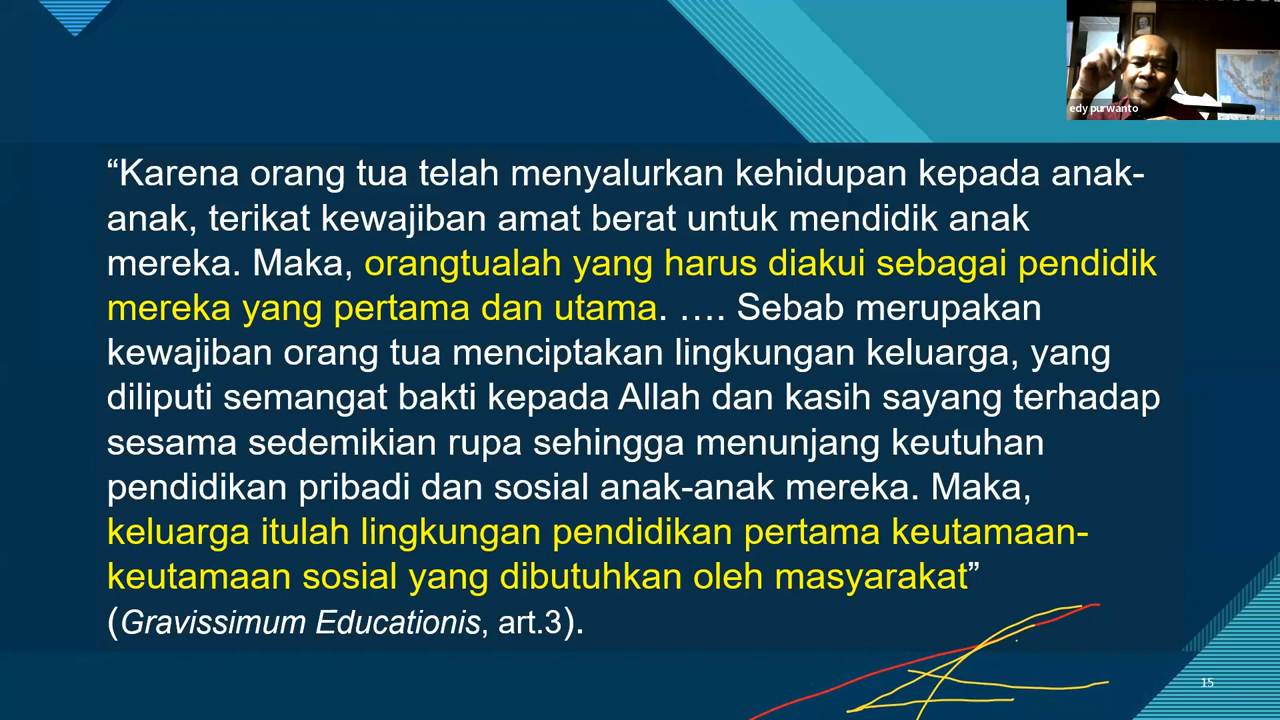 edy purwanto
“Karena orang tua telah menyalurkan kehidupan kepada anak-
anak, terikat kewajiban amat berat untuk mendidik anak
mereka. Maka, orangtualah yang harus diakui sebagai pendidik
mereka yang pertama dan utama. …. Sebab merupakan
kewajiban orang tua menciptakan lingkungan keluarga, yang
diliputi semangat bakti kepada Allah dan kasih sayang terhadap
sesama sedemikian rupa sehingga menunjang keutuhan
pendidikan pribadi dan sosial anak-anak mereka. Maka,
keluarga itulah lingkungan pendidikan pertama keutamaan-
keutamaan sosial yang dibutuhkan oleh masyarakat”
(Gravissimum Educationis, art.3).
15